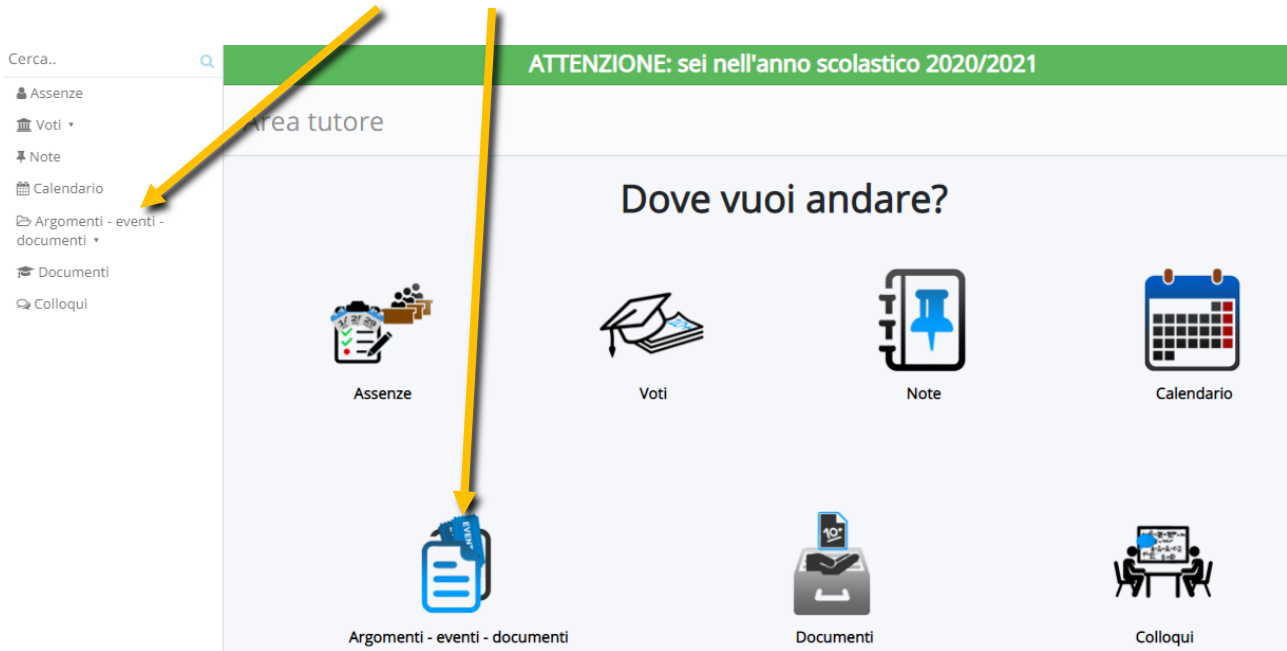 Cerca..
Assenze
Voti
Note
Calendario
Argomenti - eventi -
documenti
Documenti
Colloqui
ATTENZIONE: sei nell'anno scolastico 2020/2021
Area tutore
Dove vuoi andare?
Assenze
Voti
Note
Calendario
EVEN
Argomenti - eventi - documenti
Documenti
Colloqui